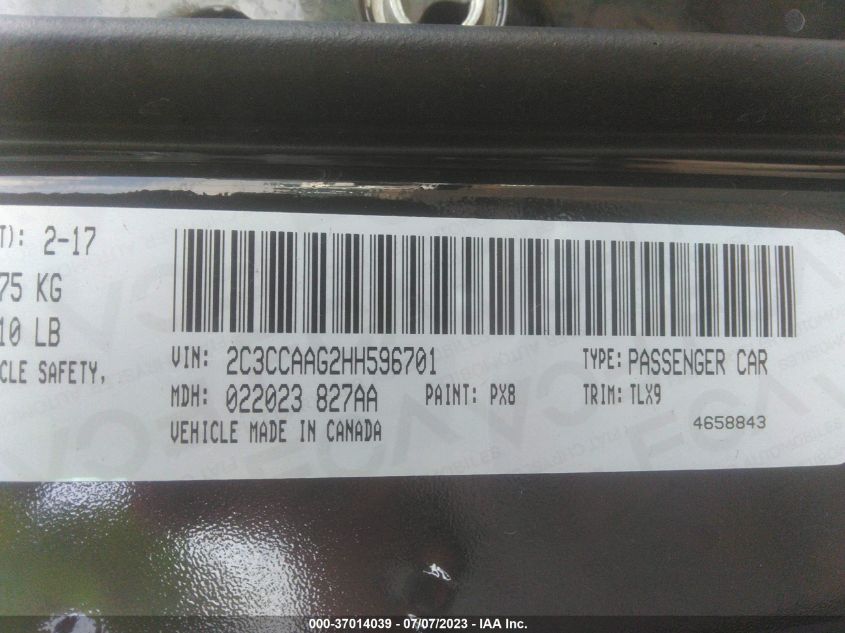 T): 2-17
75 KG
10 LB
CLE SAFETY,
VIN: 2C3CCAAG2HH596701
TYPE: PASSENGER CAR
MDH: 022023 827AA
PAINT: PX8
TRIM: TLX9
VEHICLE MADE IN CANADA
4658843
000-37014039 - 07/07/2023 - IAA Inc.